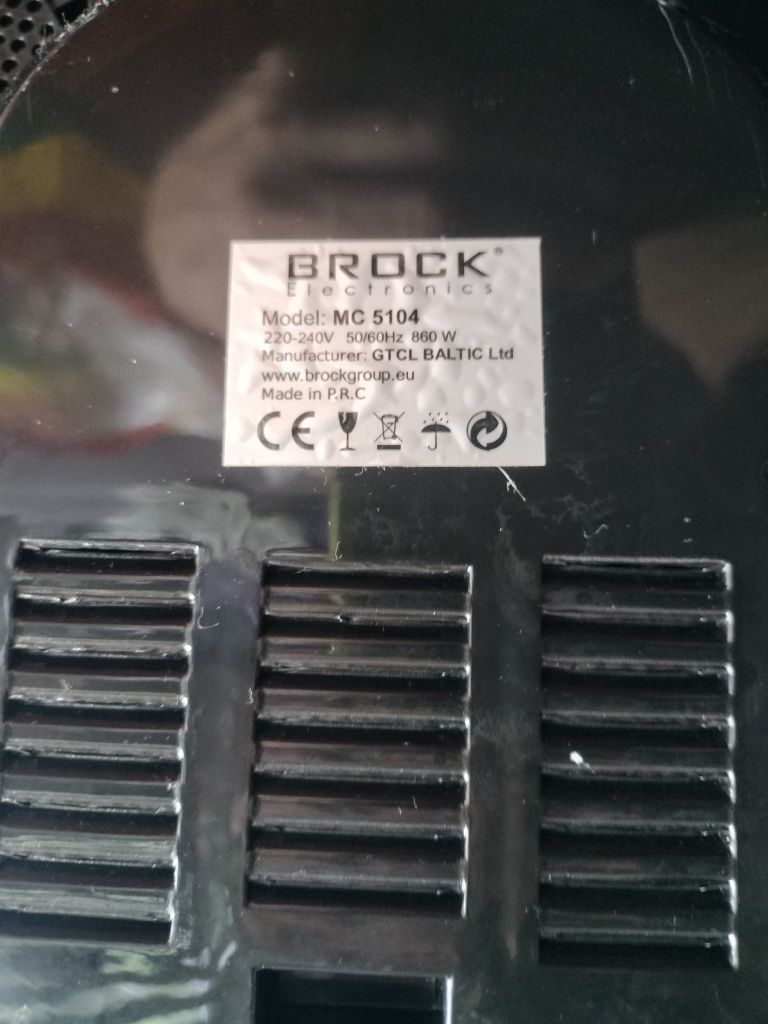 BROCK®
Electronics
Model: MC 5104
220-240V 50/60Hz 860 W
Manufacturer: GTCL BALTIC Ltd
www.brockgroup.eu
Made in P.R.C
CE